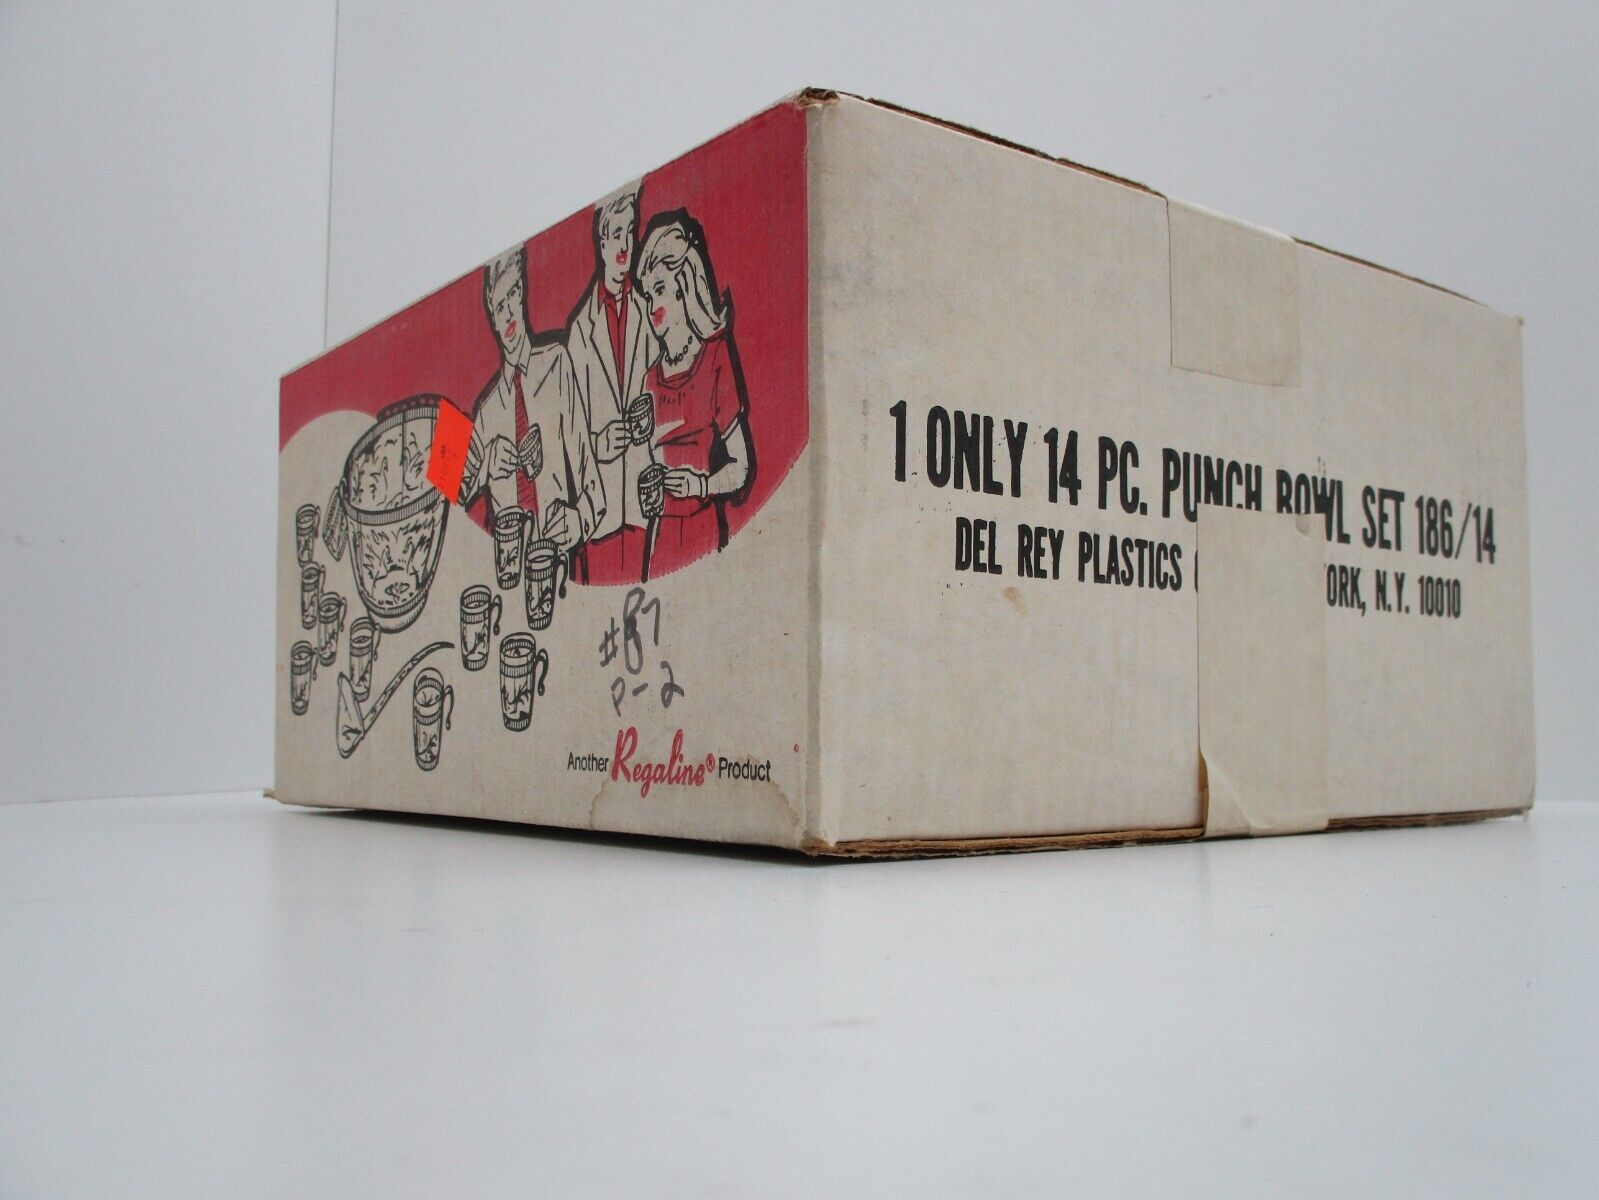 #87
P-2
Another Regaline® Product
1 ONLY 14 PC. PUNCH BOWL SET 186/14
DEL REY PLASTICS ORK, N.Y. 10010